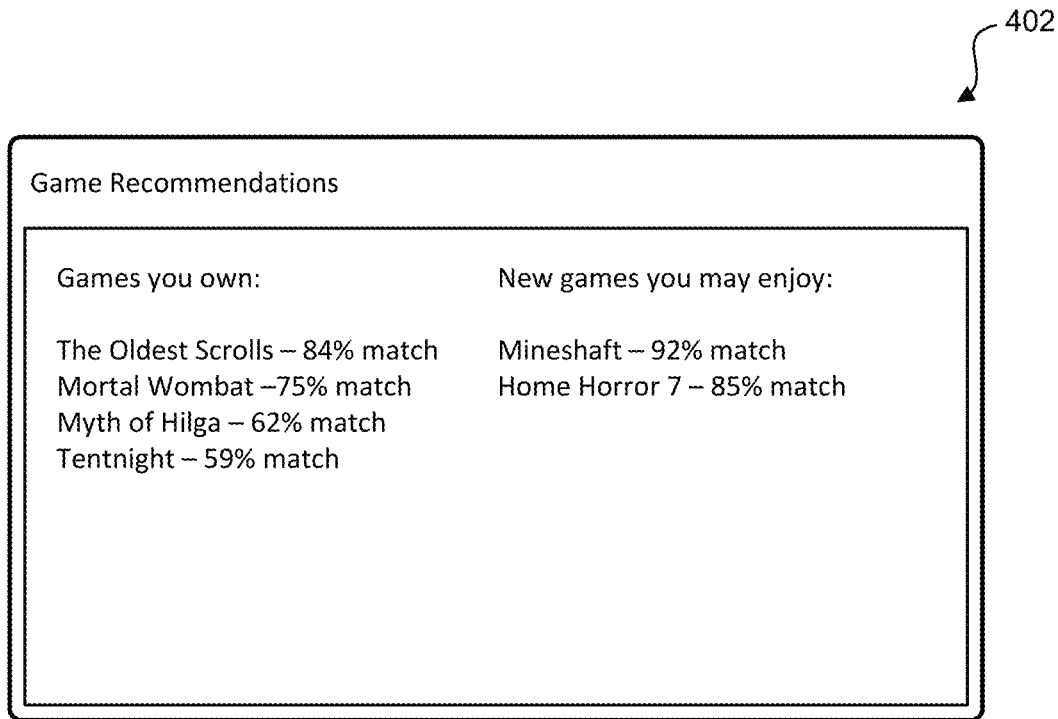 402
Game Recommendations
Games you own:
The Oldest Scrolls – 84% match
Mortal Wombat –75% match
Myth of Hilga – 62% match
Tentnight – 59% match
New games you may enjoy:
Mineshaft – 92% match
Home Horror 7 – 85% match